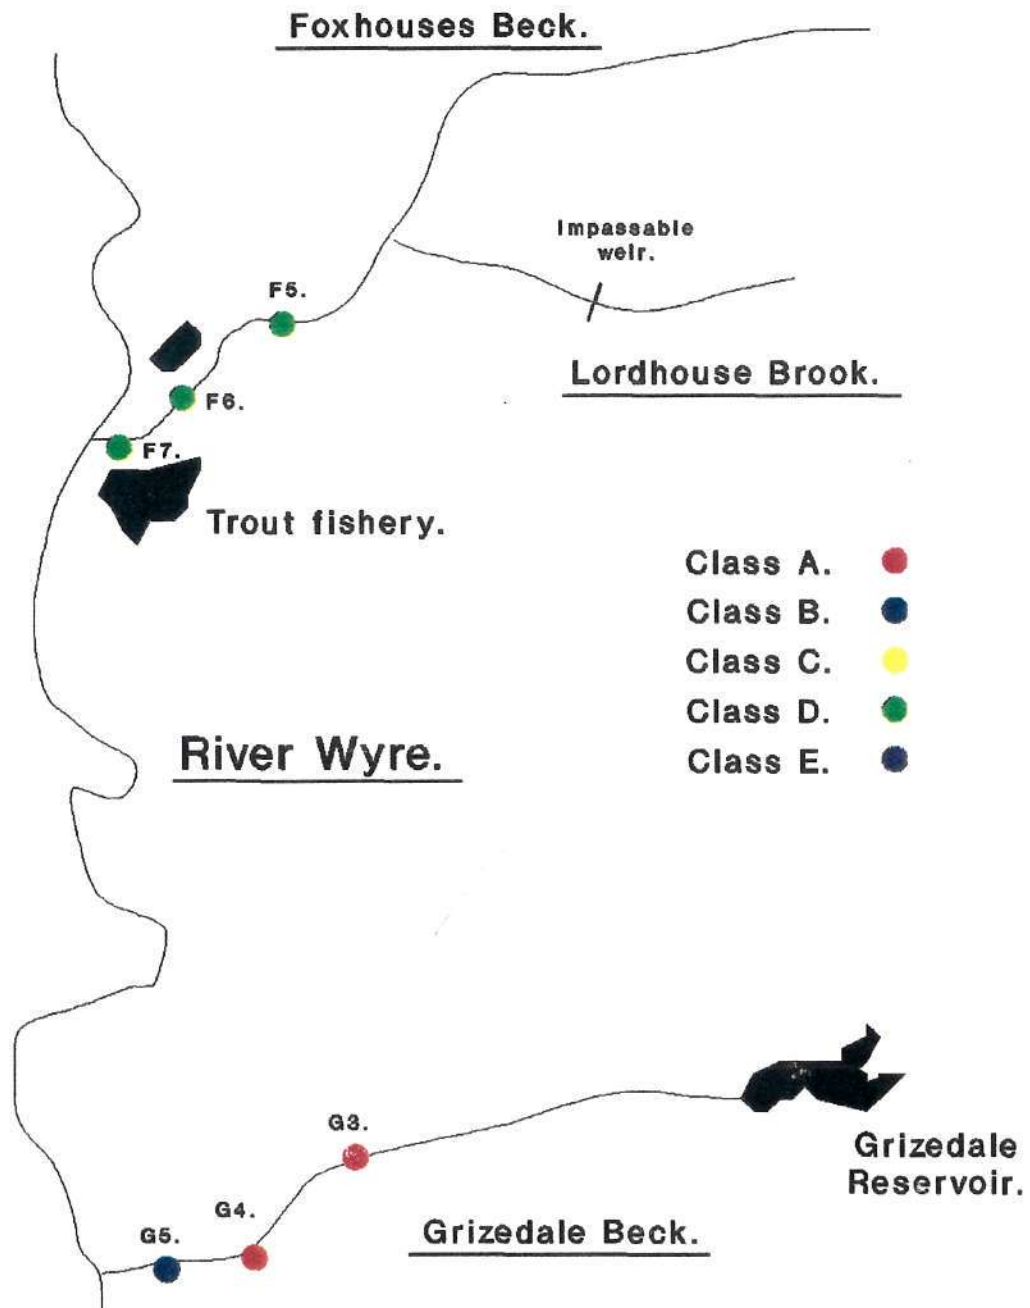 Foxhouses Beck.
Impassable
weir.
F5.
Lordhouse Brook.
F6.
F7.
Trout fishery.
Class A.
Class B.
Class C.
Class D.
Class E.
River Wyre.
G3.
Grizedale
Reservoir.
G4.
G5.
Grizedale Beck.